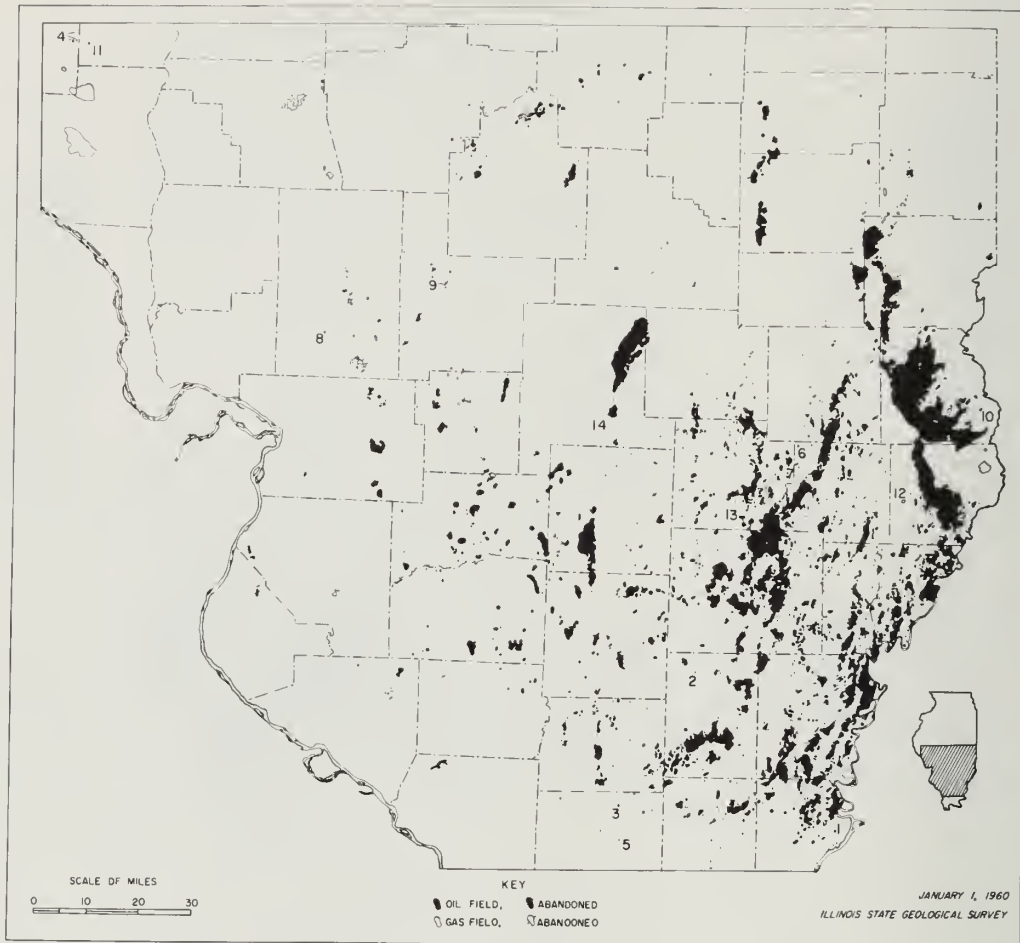 4 11
9
8
10
14
6
12
13
2
3
5
1
SCALE OF MILES
0 10 20 30
KEY
OIL FIELD, ABANDONED
GAS FIELD, ABANDONED
JANUARY 1, 1960
ILLINOIS STATE GEOLOGICAL SURVEY